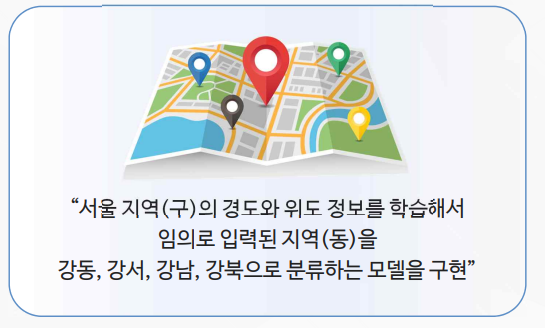 “서울 지역(구)의 경도와 위도 정보를 학습해서
임의로 입력된 지역(동)을
강동, 강서, 강남, 강북으로 분류하는 모델을 구현”